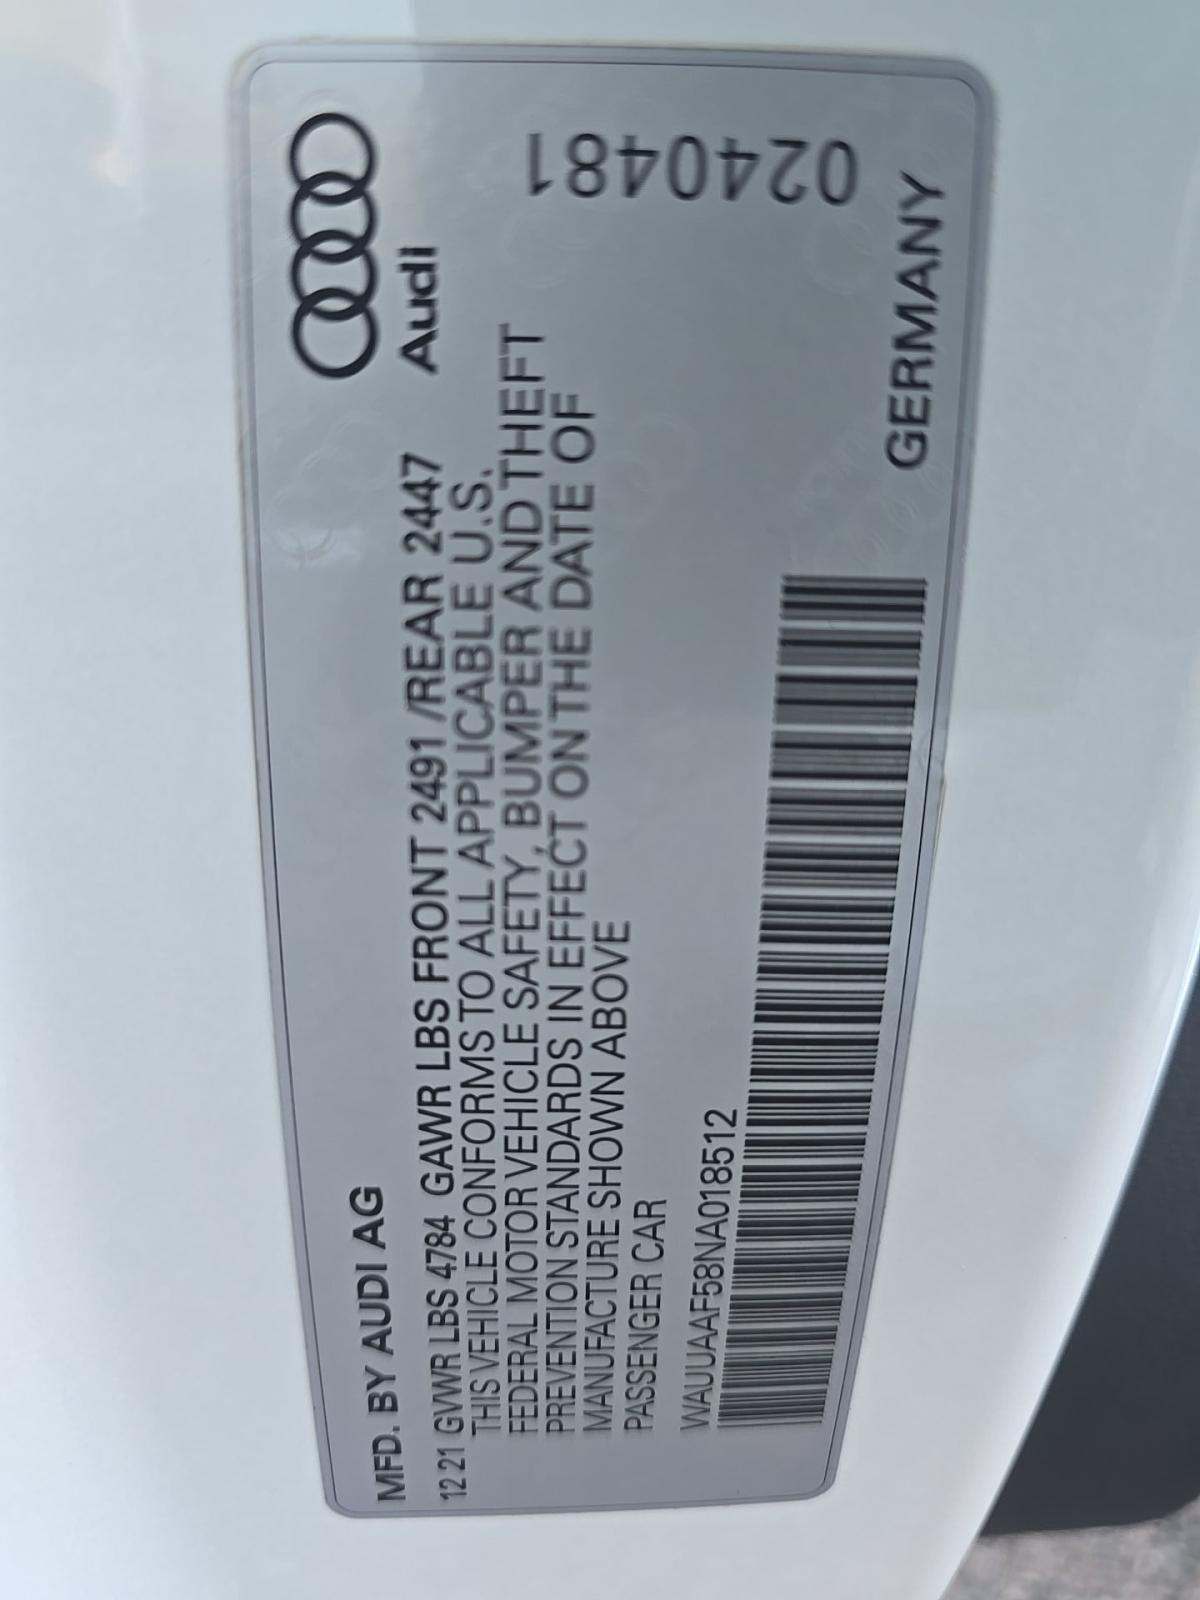 MFD. BY AUDI AG
Audi
12 21 GVWR LBS 4784 GAWR LBS FRONT 2491 /REAR 2447
THIS VEHICLE CONFORMS TO ALL APPLICABLE U.S.
FEDERAL MOTOR VEHICLE SAFETY, BUMPER AND THEFT
PREVENTION STANDARDS IN EFFECT ON THE DATE OF
MANUFACTURE SHOWN ABOVE
PASSENGER CAR
WAUUAAF58NA018512
0240481
GERMANY